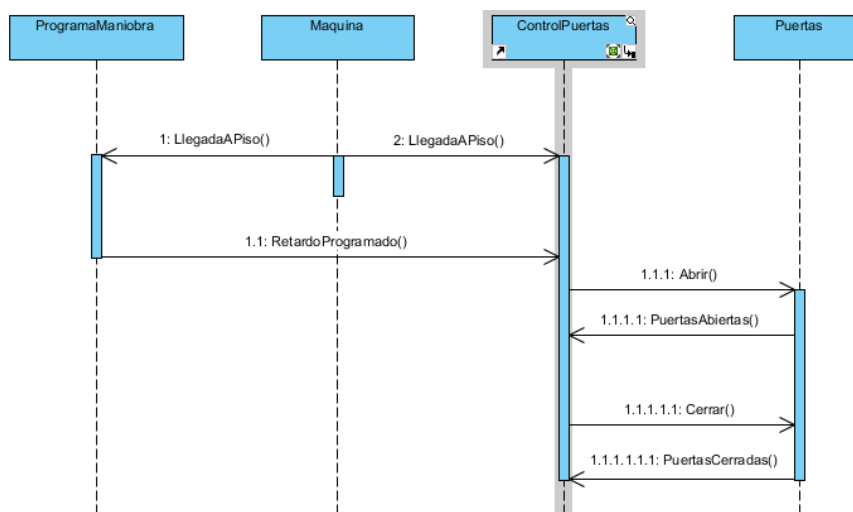 ProgramaManiobra
Maquina
ControlPuertas
Puertas
1: LlegadaAPiso()
2: LlegadaAPiso()
1.1: RetardoProgramado()
1.1.1: Abrir()
1.1.1.1: PuertasAbiertas()
1.1.1.1.1: Cerrar()
1.1.1.1.1.1: PuertasCerradas()